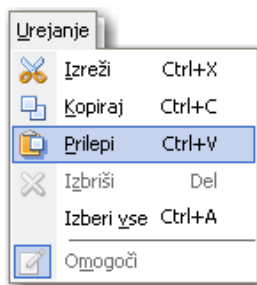 Urejanje
Izreži Ctrl+X
Kopiraj Ctrl+C
Prilepi Ctrl+V
Izbriši Del
Izberi vse Ctrl+A
Omogoči